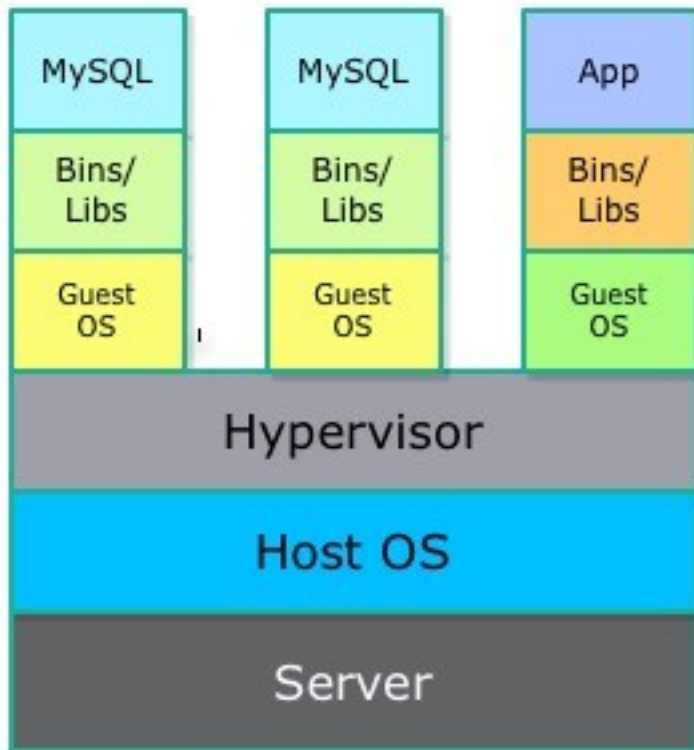 MySQL
MySQL
App
Bins/
Libs
Bins/
Libs
Bins/
Libs
Guest
OS
Guest
OS
Guest
OS
Hypervisor
Host OS
Server